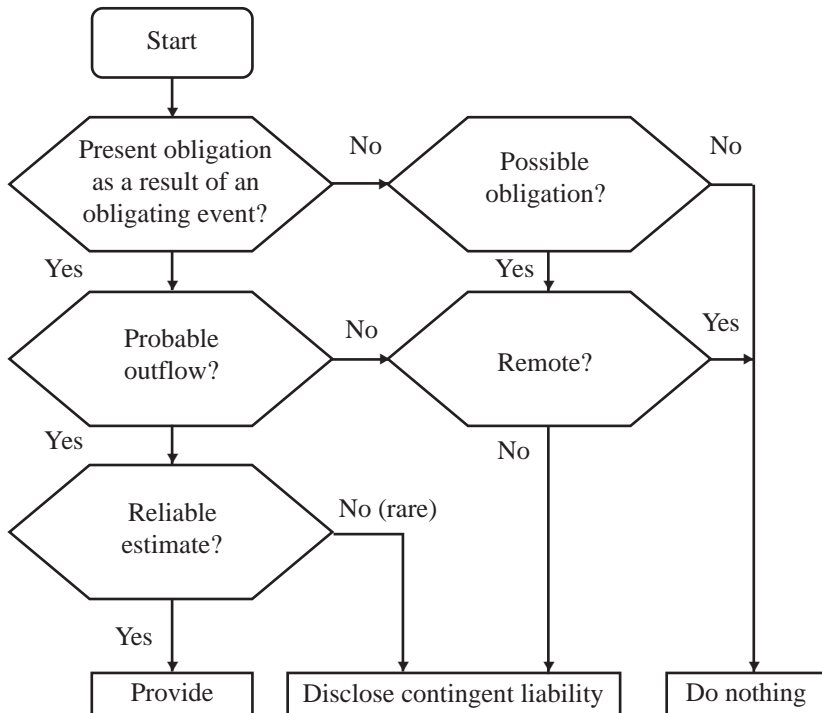 Start
Present obligation
as a result of an
obligating event?
No
Possible
obligation?
No
Yes
Yes
Probable
outflow?
No
Remote?
Yes
Yes
No
Reliable
estimate?
No (rare)
Yes
Provide
Disclose contingent liability
Do nothing